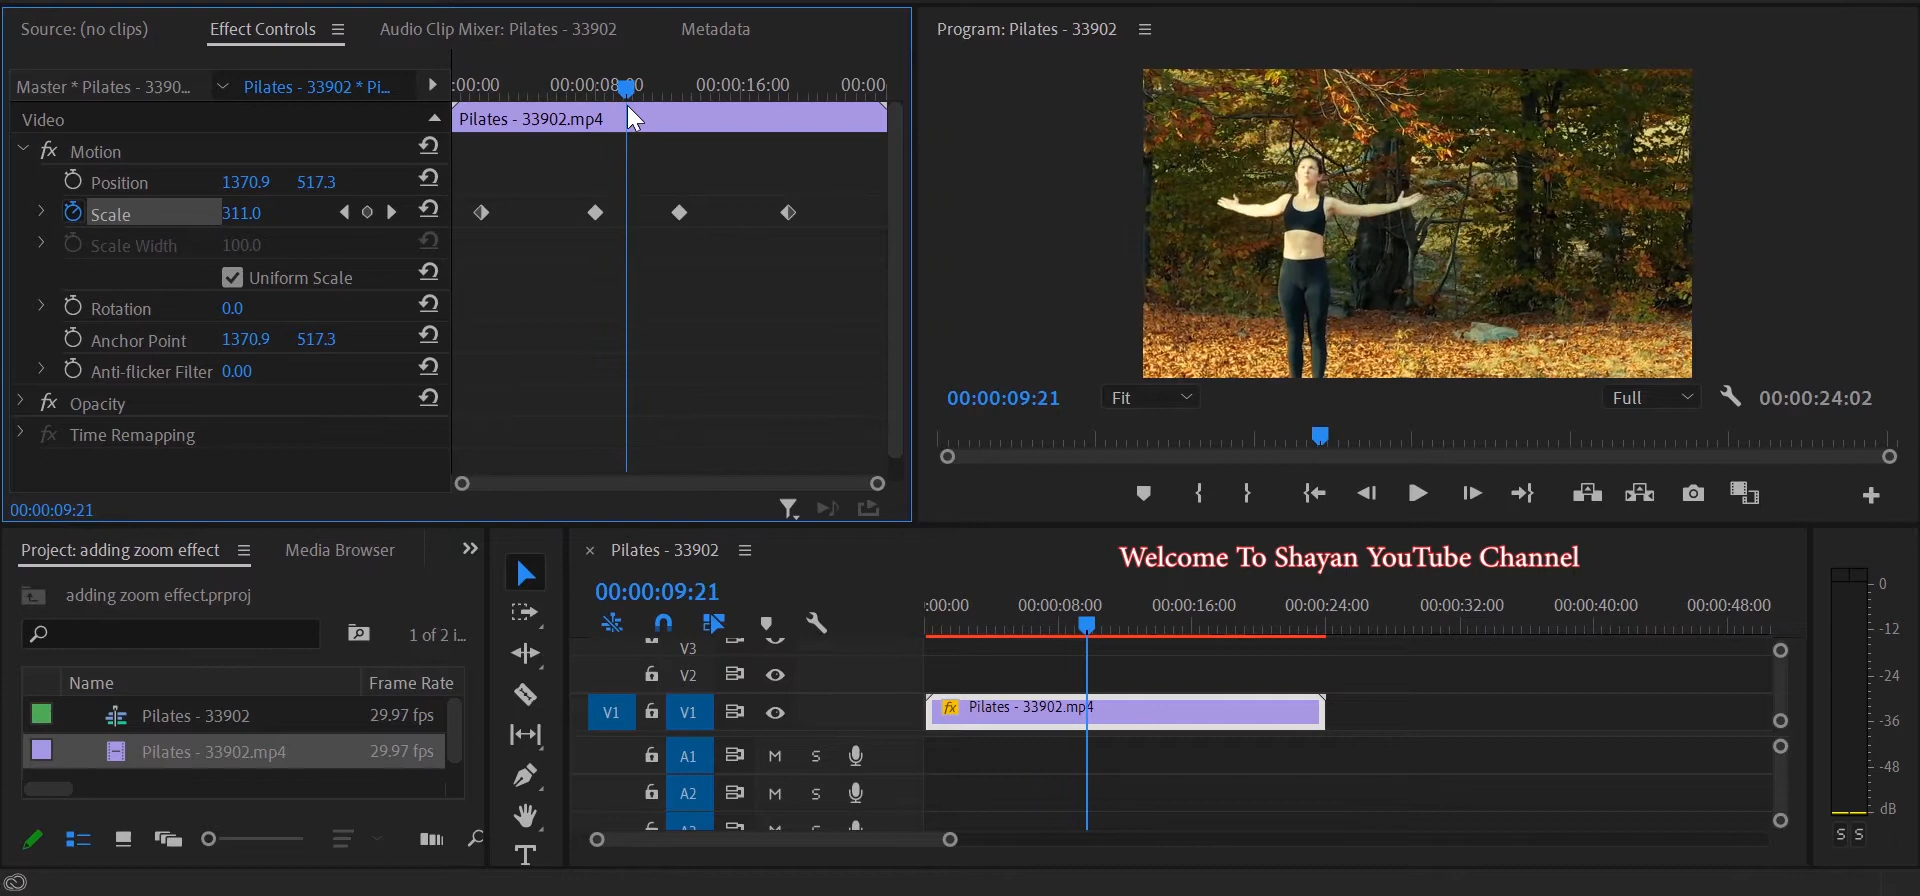 Source: (no clips)
Effect Controls
Audio Clip Mixer: Pilates - 33902
Metadata
Master * Pilates - 3390...
Pilates - 33902 * Pi...
:00:00
00:00:08:00
00:00:16:00
00:00
Video
Pilates - 33902.mp4
fx Motion
Position 1370.9 517.3
Scale 311.0
Scale Width 100.0
Uniform Scale
Rotation 0.0
Anchor Point 1370.9 517.3
Anti-flicker Filter 0.00
fx Opacity
fx Time Remapping
00:00:09:21
Program: Pilates - 33902
00:00:09:21
Fit
Full
00:00:24:02
Project: adding zoom effect
Media Browser
adding zoom effect.prproj
1 of 2 i...
Name
Frame Rate
Pilates - 33902 29.97 fps
Pilates - 33902.mp4 29.97 fps
Pilates - 33902
Welcome To Shayan YouTube Channel
00:00:09:21
:00:00
00:00:08:00
00:00:16:00
00:00:24:00
00:00:32:00
00:00:40:00
00:00:48:00
V3
V2
V1 V1
fx Pilates - 33902.mp4
A1 M S
A2 M S
0
-12
-24
-36
-48
dB
S S